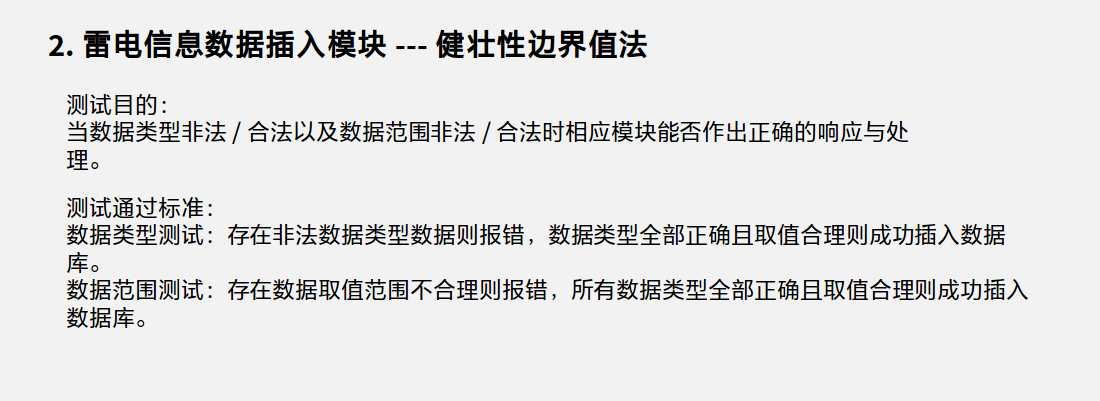 2. 雷电信息数据插入模块 --- 健壮性边界值法
测试目的：
当数据类型非法 / 合法以及数据范围非法 / 合法时相应模块能否作出正确的响应与处
理。
测试通过标准：
数据类型测试：存在非法数据类型数据则报错，数据类型全部正确且取值合理则成功插入数据
库。
数据范围测试：存在数据取值范围不合理则报错，所有数据类型全部正确且取值合理则成功插入
数据库。